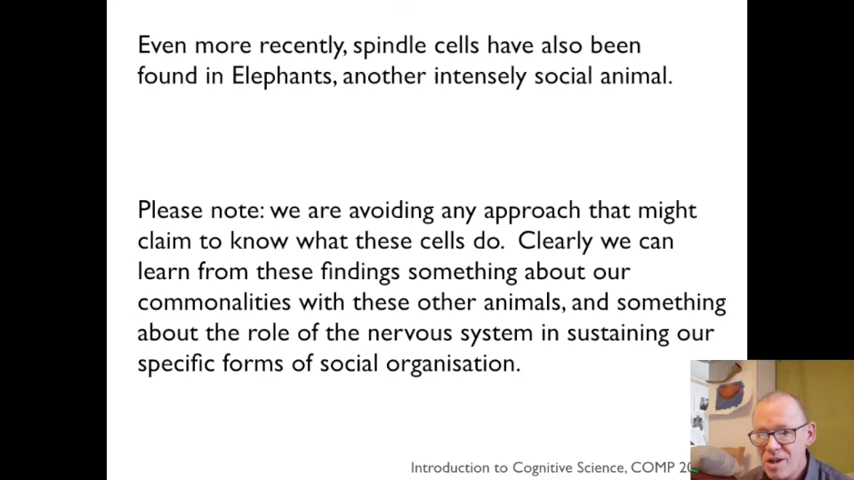 Even more recently, spindle cells have also been
found in Elephants, another intensely social animal.
Please note: we are avoiding any approach that might
claim to know what these cells do. Clearly we can
learn from these findings something about our
commonalities with these other animals, and something
about the role of the nervous system in sustaining our
specific forms of social organisation.
Introduction to Cognitive Science, COMP